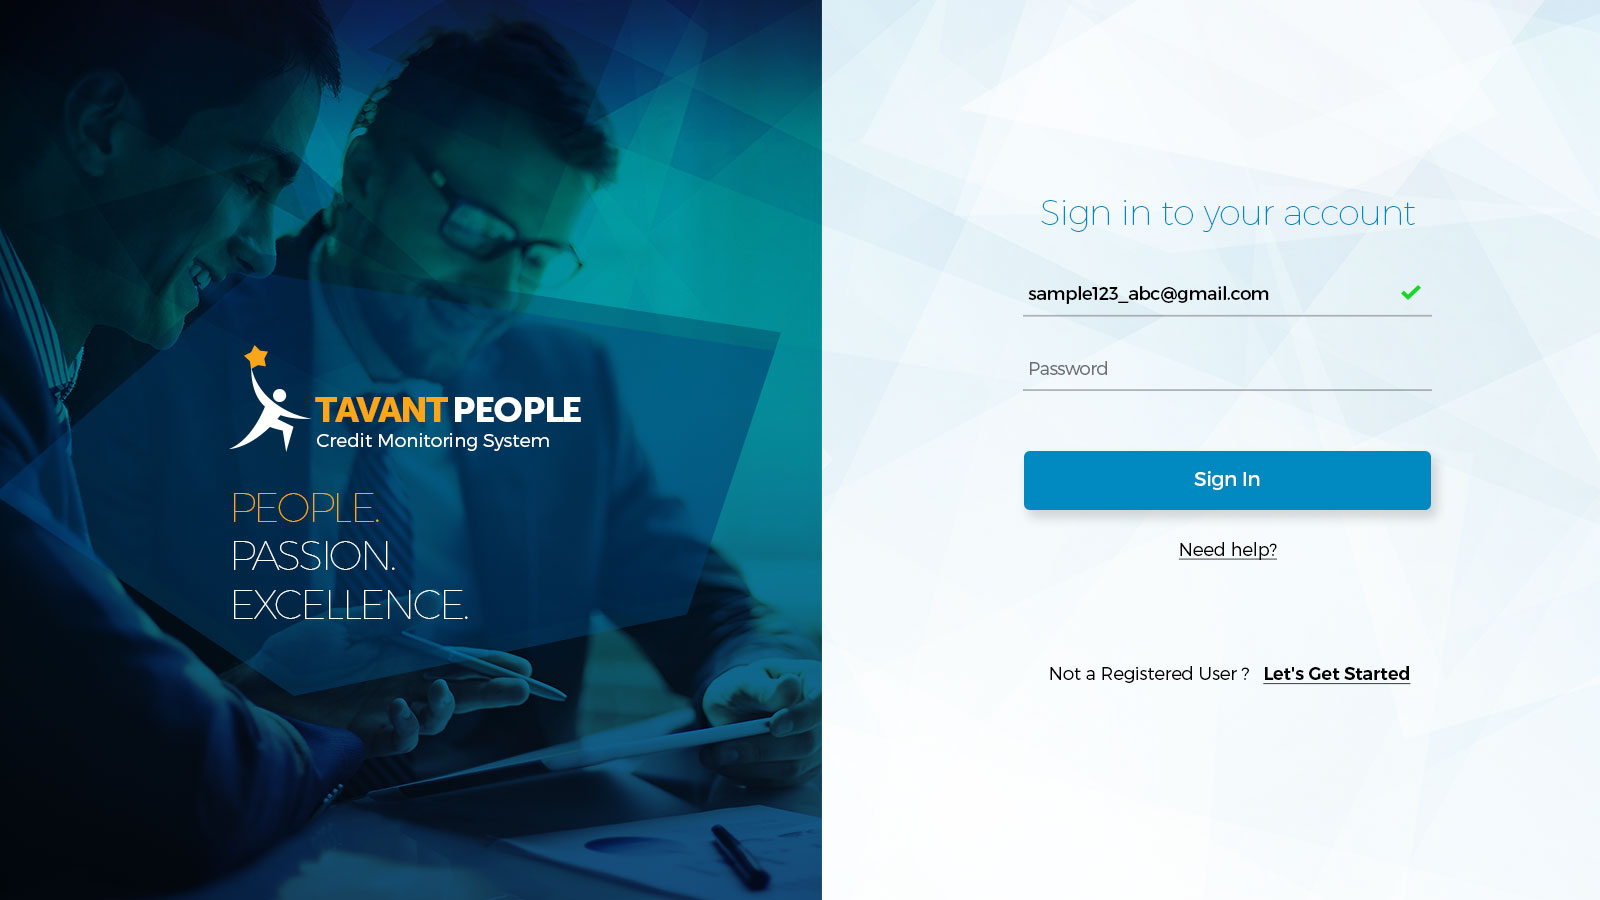 TAVANT PEOPLE
Credit Monitoring System
PEOPLE.
PASSION.
EXCELLENCE.
Sign in to your account
sample123_abc@gmail.com
Password
Sign In
Need help?
Not a Registered User ? Let's Get Started